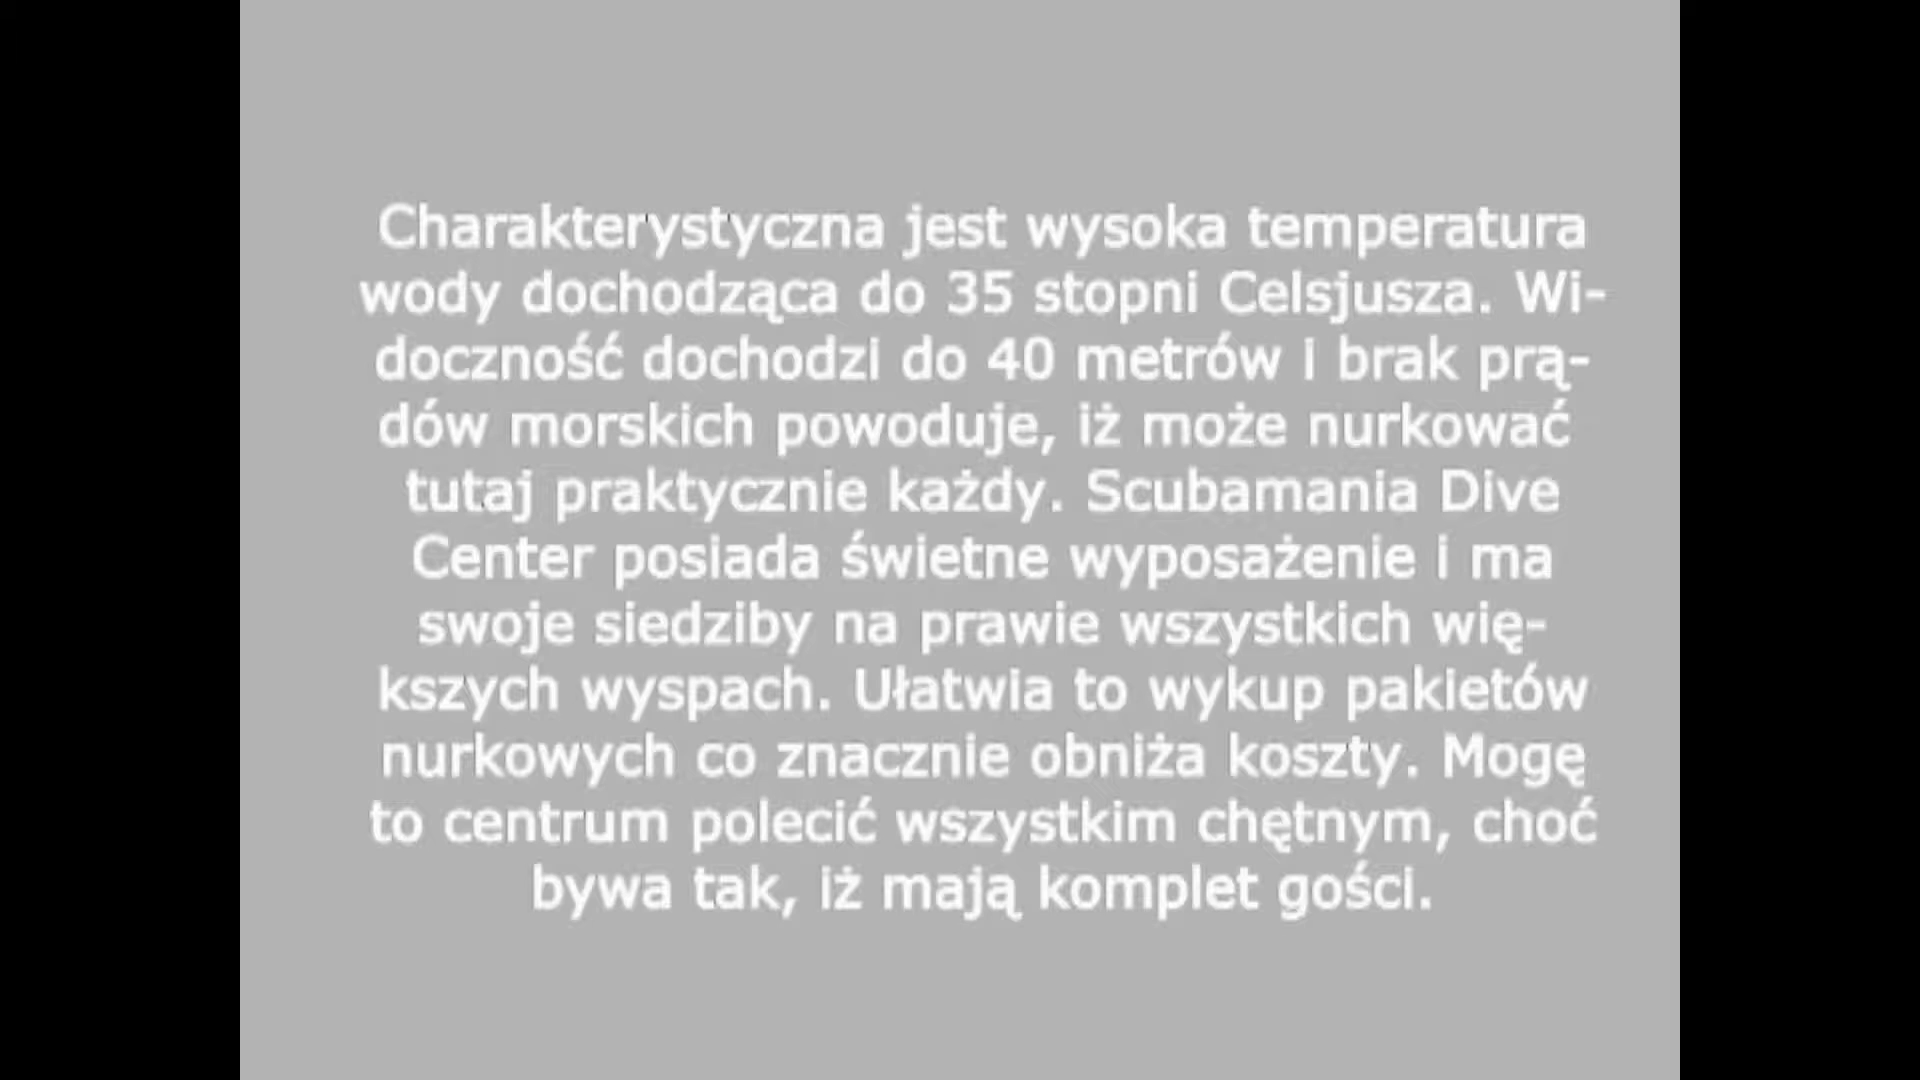 Charakterystyczna jest wysoka temperatura
wody dochodząca do 35 stopni Celsjusza. Wi-
doczność dochodzi do 40 metrów i brak prą-
dów morskich powoduje, iż może nurkować
tutaj praktycznie każdy. Scubamania Dive
Center posiada świetne wyposażenie i ma
swoje siedziby na prawie wszystkich wię-
kszych wyspach. Ułatwia to wykup pakietów
nurkowych co znacznie obniża koszty. Mogę
to centrum polecić wszystkim chętnym, choć
bywa tak, iż mają komplet gości.